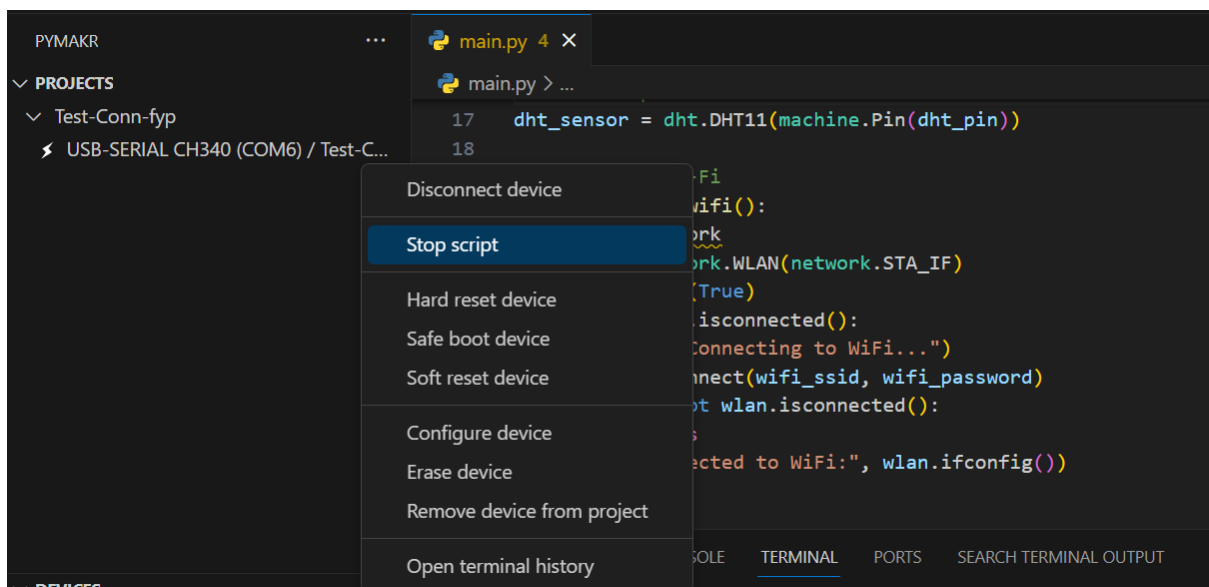 PYMAKR ...
PROJECTS
Test-Conn-fyp
USB-SERIAL CH340 (COM6) / Test-C...
Disconnect device
Stop script
Hard reset device
Safe boot device
Soft reset device
Configure device
Erase device
Remove device from project
Open terminal history
main.py 4
main.py > ...
17 dht_sensor = dht.DHT11(machine.Pin(dht_pin))
18
-Fi
wifi():
ork
ork.WLAN(network.STA_IF)
(True)
.isconnected():
Connecting to WiFi...")
nnect(wifi_ssid, wifi_password)
ot wlan.isconnected():
s
ected to WiFi:", wlan.ifconfig())
SOLE TERMINAL PORTS SEARCH TERMINAL OUTPUT